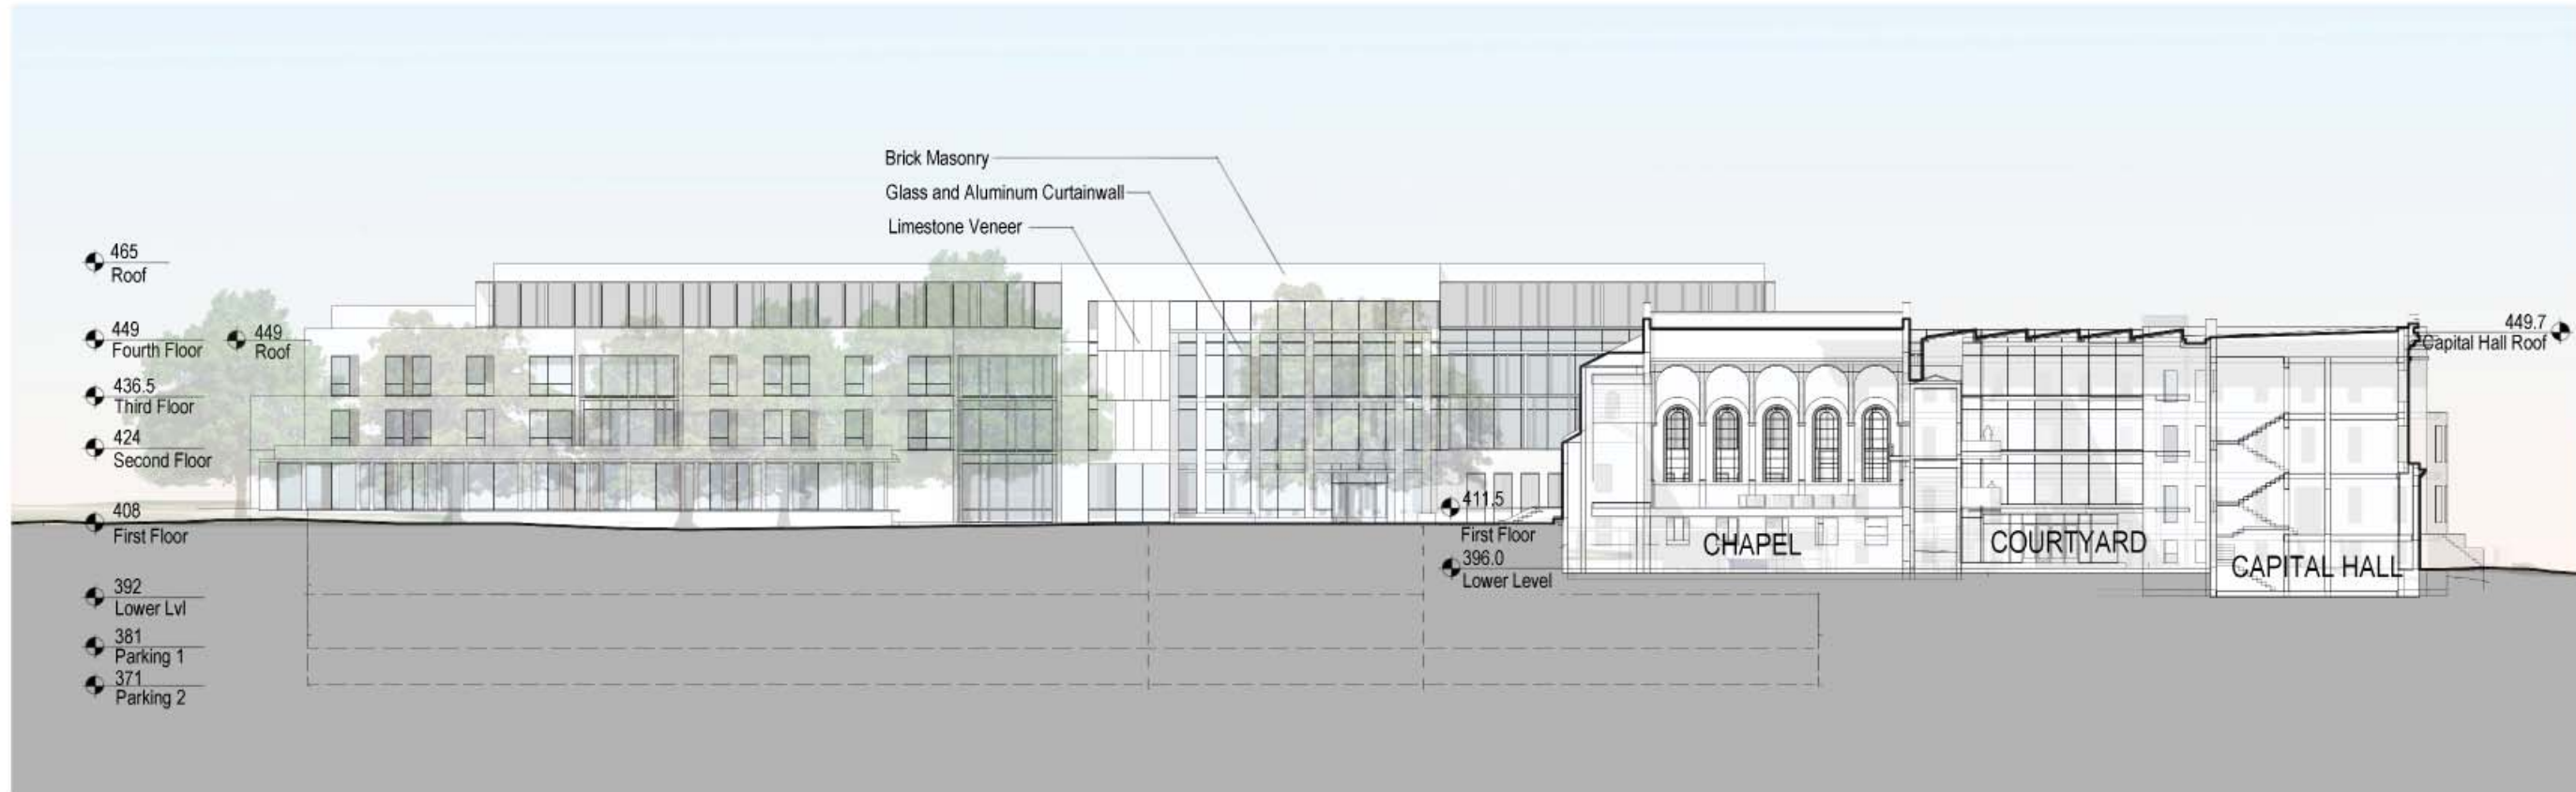 Brick Masonry
Glass and Aluminum Curtainwall
Limestone Veneer
465
Roof
449
Fourth Floor
449
Roof
436.5
Third Floor
424
Second Floor
408
First Floor
392
Lower Lvl
381
Parking 1
371
Parking 2
411.5
First Floor
396.0
Lower Level
CHAPEL
COURTYARD
CAPITAL HALL
449.7
Capital Hall Roof